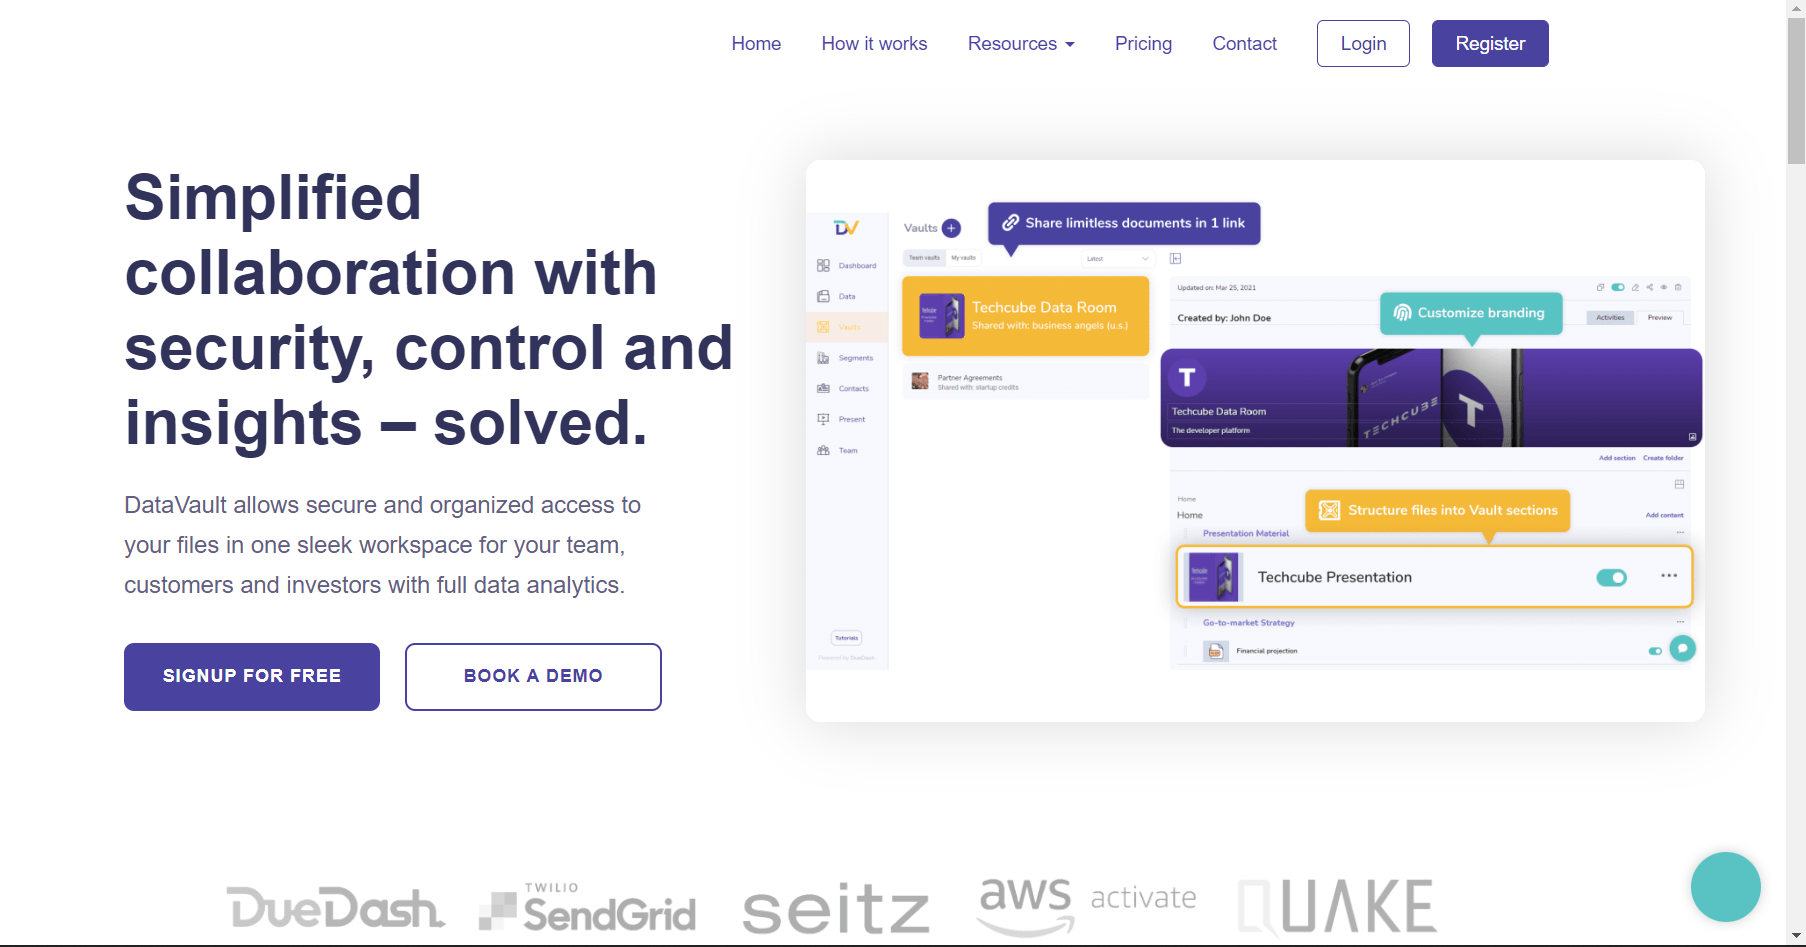 Home How it works Resources Pricing Contact Login Register
Simplified
collaboration with
security, control and
insights – solved.
DataVault allows secure and organized access to
your files in one sleek workspace for your team,
customers and investors with full data analytics.
SIGNUP FOR FREE BOOK A DEMO
DV
Dashboard
Data
Vaults
Segments
Contacts
Present
Team
Tutorials
Powered by DueDash
Vaults
Share limitless documents in 1 link
Team vaults My vaults Latest
Techcube Data Room
Shared with: business angels (u.s.)
Partner Agreements
Shared with: startup credits
Updated on: Mar 25, 2021
Created by: John Doe
Customize branding
Activities Preview
T
TECHCUBE
Techcube Data Room
The developer platform
Add section Create folder
Home
Home
Structure files into Vault sections
Add content
Presentation Material
Techcube Presentation
Go-to-market Strategy
Financial projection
DueDash.
TWILIO
SendGrid
seitz
aws activate
QUAKE